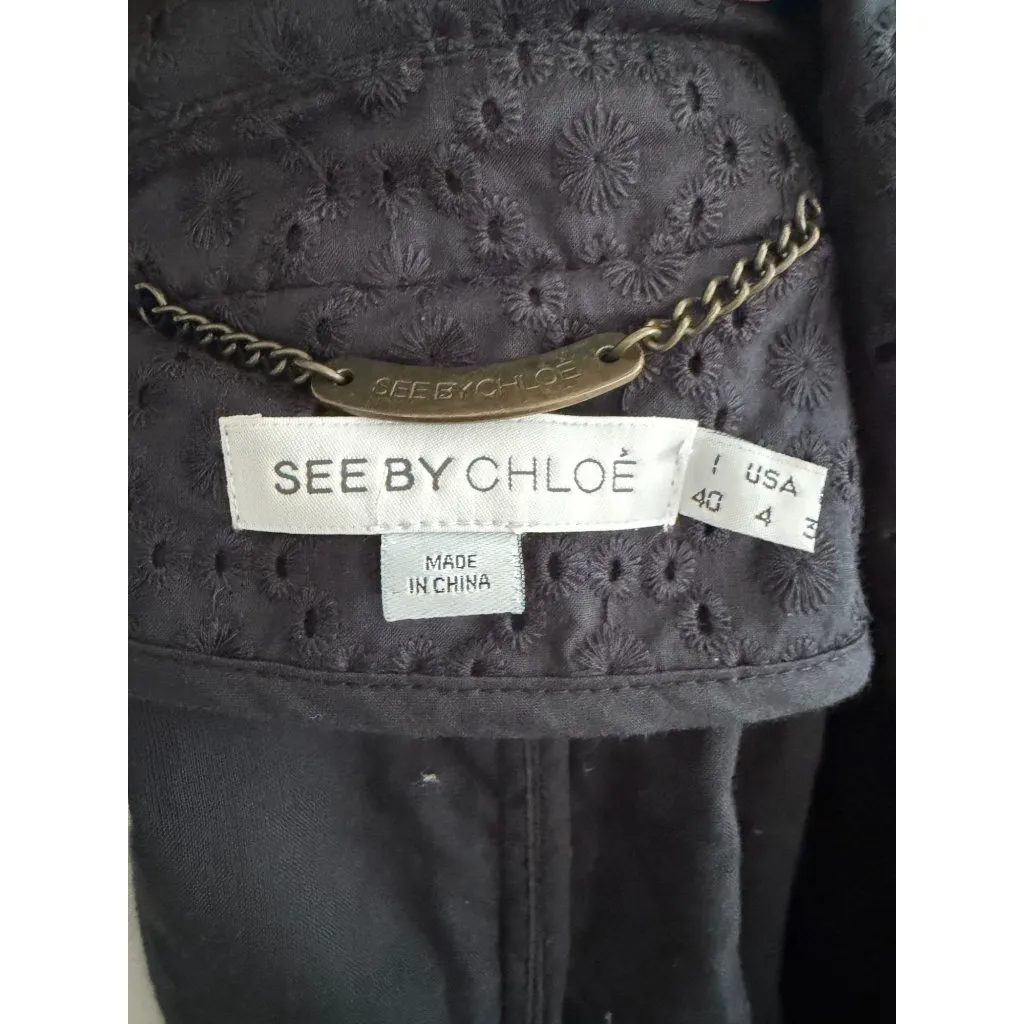 SEE BY CHLOÉ
SEE BY CHLOÉ
I USA
40 4
MADE
IN CHINA